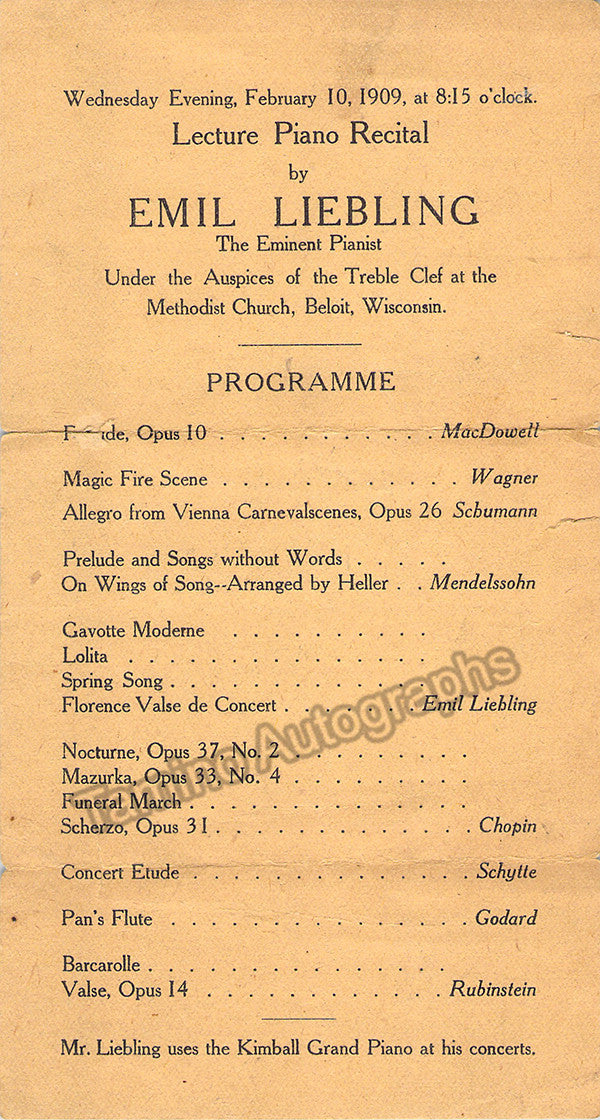 Wednesday Evening, February 10, 1909, at 8:15 o'clock.
Lecture Piano Recital
by
EMIL LIEBLING
The Eminent Pianist
Under the Auspices of the Treble Clef at the
Methodist Church, Beloit, Wisconsin.
PROGRAMME
Opus 10 . . . . . . . . . . . MacDowell
Magic Fire Scene . . . . . . . . . . . . Wagner
Allegro from Vienna Carnevalscenes, Opus 26 Schumann
Prelude and Songs without Words . . . . .
On Wings of Song--Arranged by Heller . . Mendelssohn
Gavotte Moderne . . . . . . . . . .
Lolita . . . . . . . . . . . . . .
Spring Song . . . . . . . . . . . . .
Florence Valse de Concert . . . . . . . Emil Liebling
Nocturne, Opus 37, No. 2 . . . . . . . . .
Mazurka, Opus 33, No. 4 . . . . . . . . .
Funeral March . . . . . . . . . . . . .
Scherzo, Opus 31 . . . . . . . . . . . . Chopin
Concert Etude . . . . . . . . . . . . . Schytte
Pan's Flute . . . . . . . . . . . . . . Godard
Barcarolle . . . . . . . . . . . . . .
Valse, Opus 14 . . . . . . . . . . . Rubinstein
Mr. Liebling uses the Kimball Grand Piano at his concerts.
Tamino Autographs